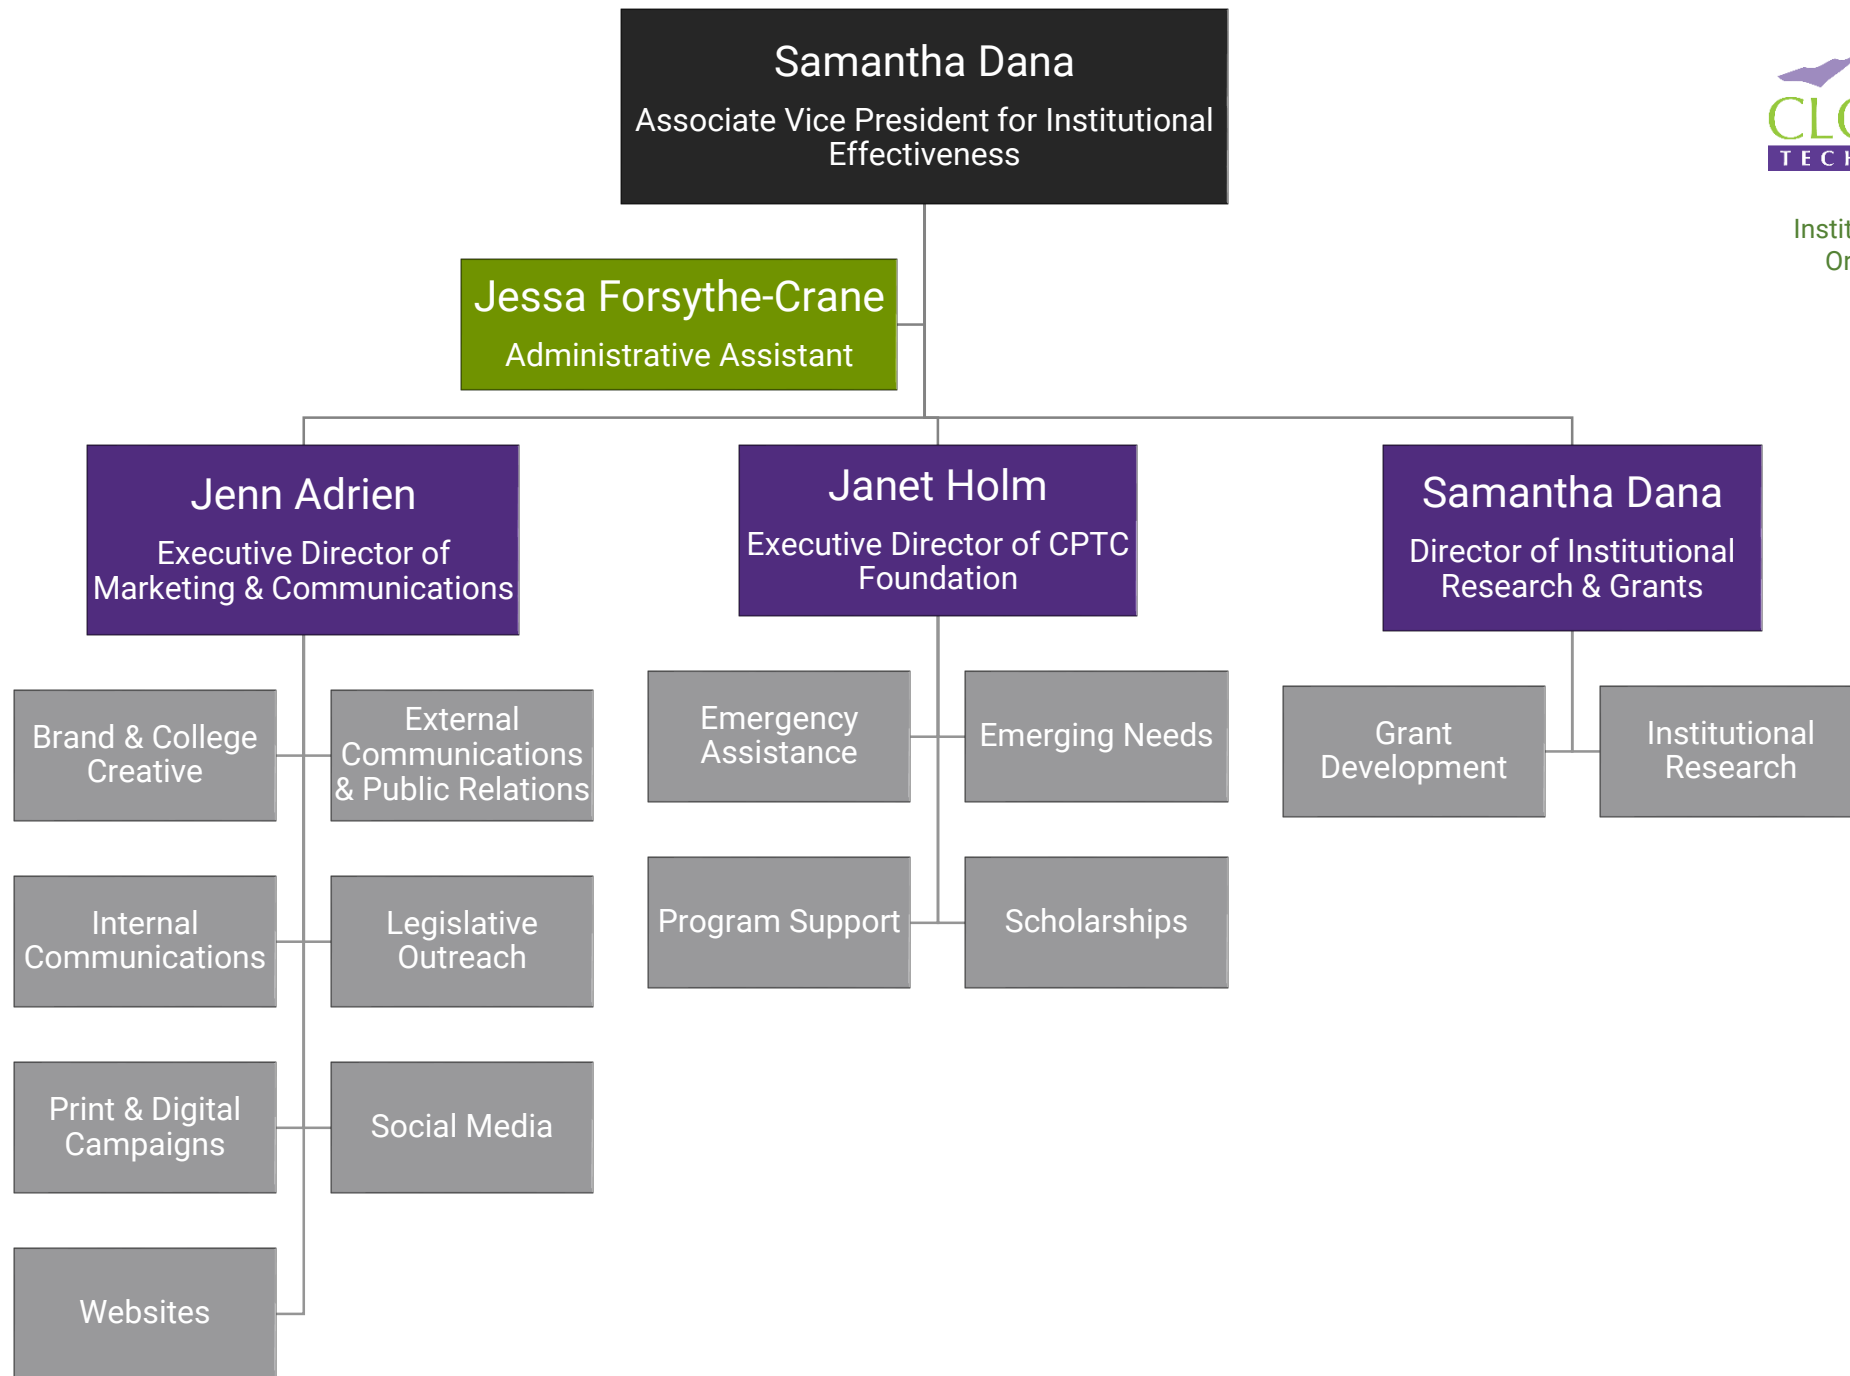 Samantha Dana
Associate Vice President for Institutional
Effectiveness
Jessa Forsythe-Crane
Administrative Assistant
Jenn Adrien
Executive Director of
Marketing & Communications
Janet Holm
Executive Director of CPTC
Foundation
Samantha Dana
Director of Institutional
Research & Grants
Brand & College
Creative
External
Communications
& Public Relations
Internal
Communications
Legislative
Outreach
Print & Digital
Campaigns
Social Media
Websites
Emergency
Assistance
Emerging Needs
Program Support
Scholarships
Grant
Development
Institutional
Research